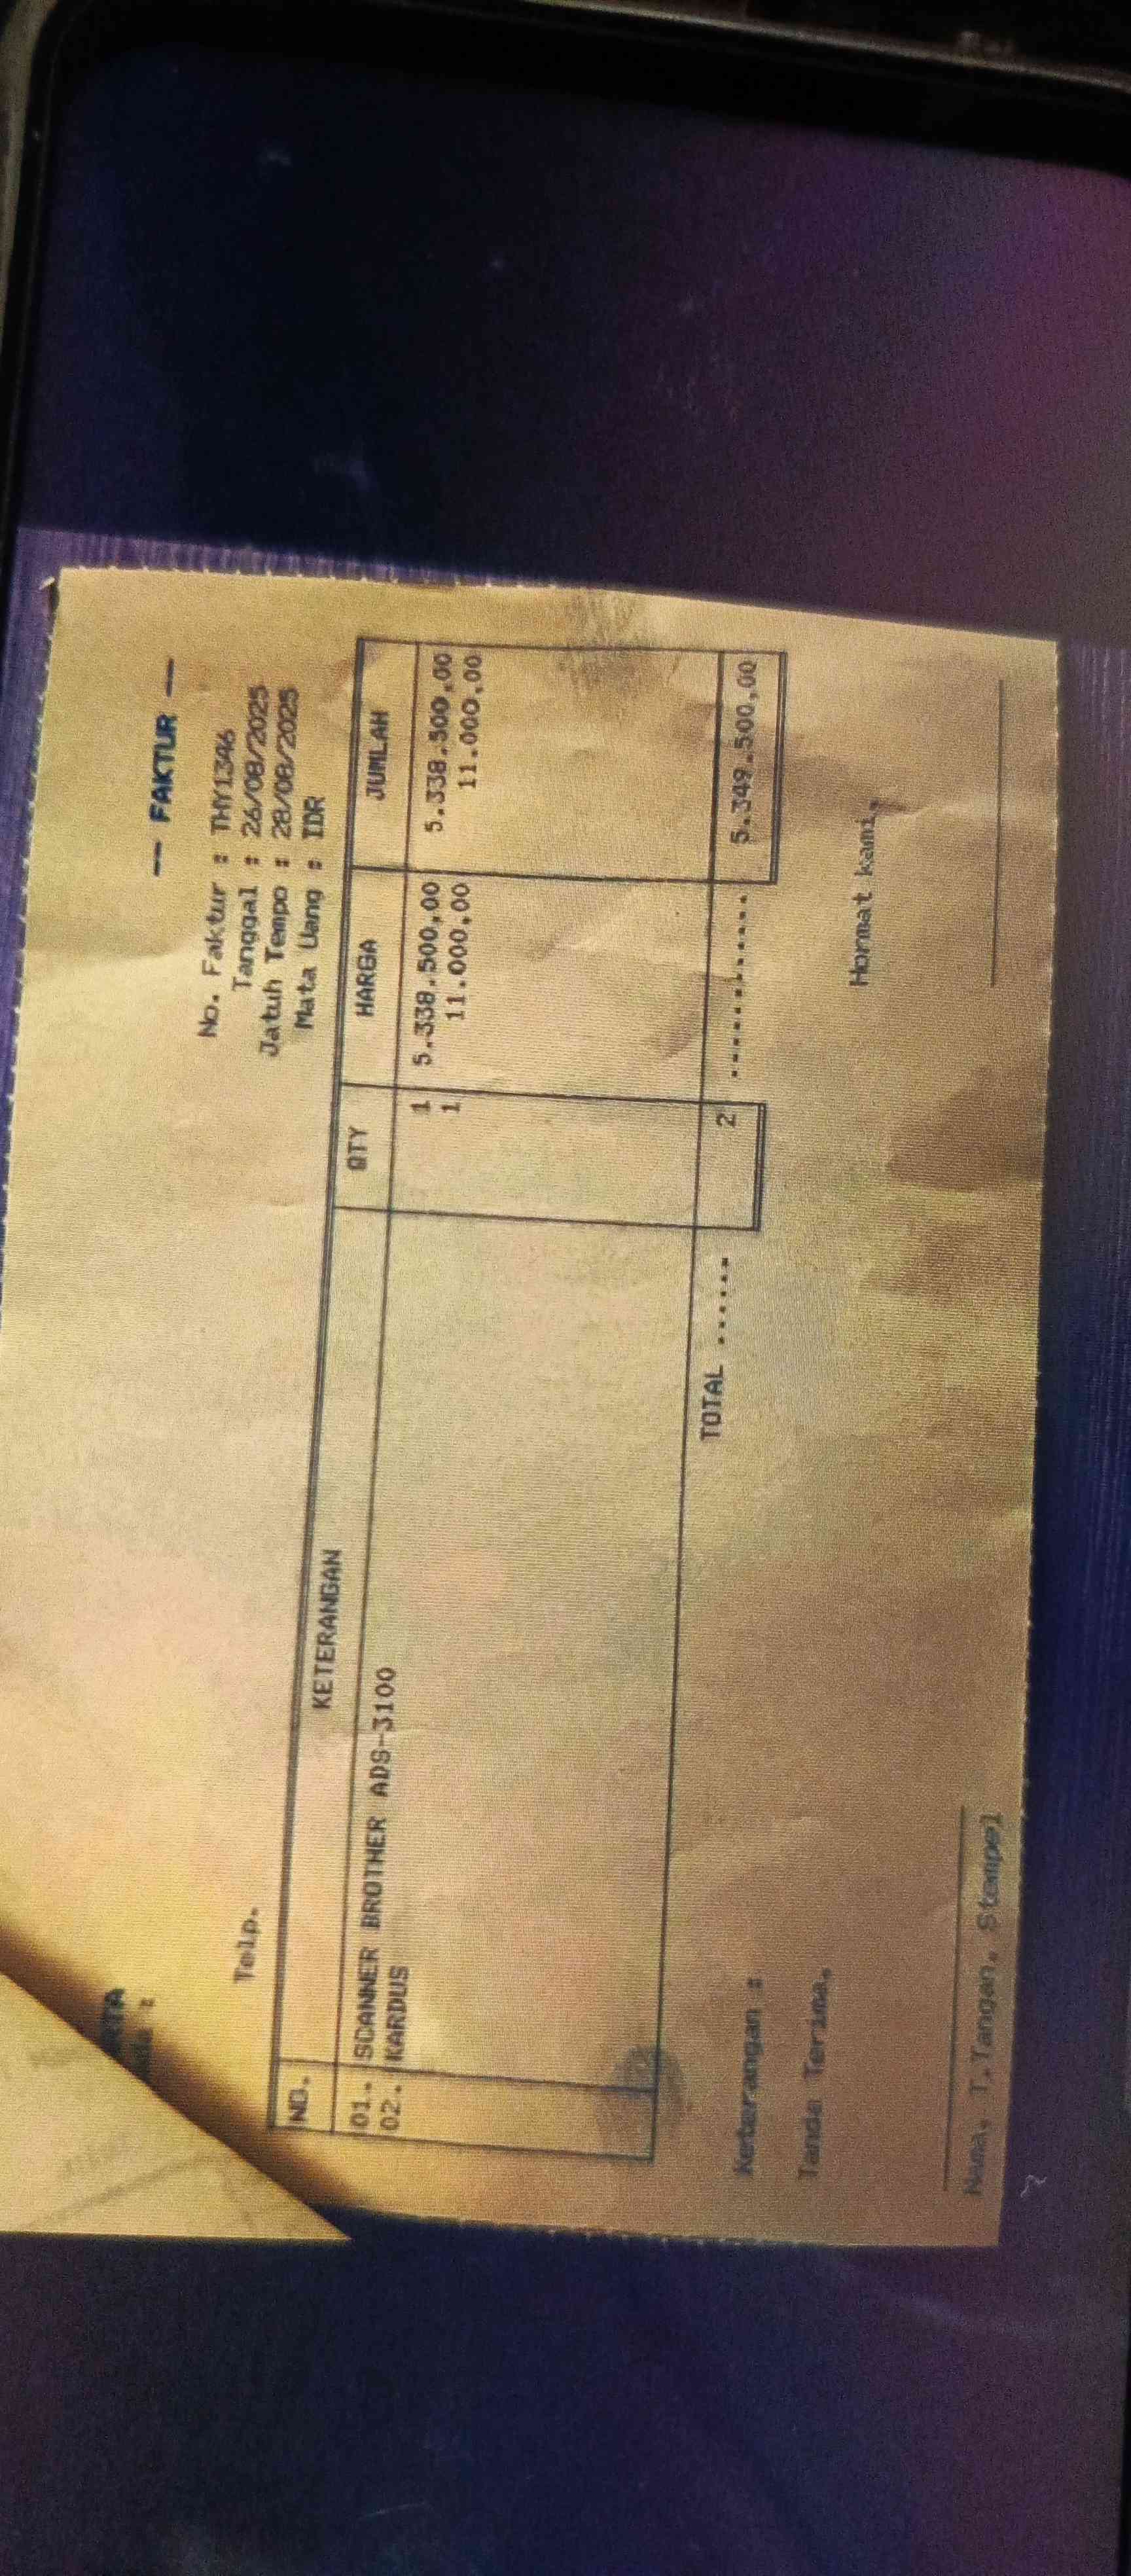 -- FAKTUR --
No. Faktur : THY1346
Tanggal : 26/08/2025
Jatuh Tempo : 28/08/2025
Mata Uang : IDR
Telp.
NO. KETERANGAN QTY HARGA JUMLAH
01. SCANNER BROTHER ADS-3100 1 5.338.500,00 5.338.500,00
02. KARDUS 1 11.000,00 11.000,00
TOTAL ...... 2 ............. 5.349.500,00
Keterangan :
Tanda Terima, Hormat kami,
Nama, T.Tangan, Stempel